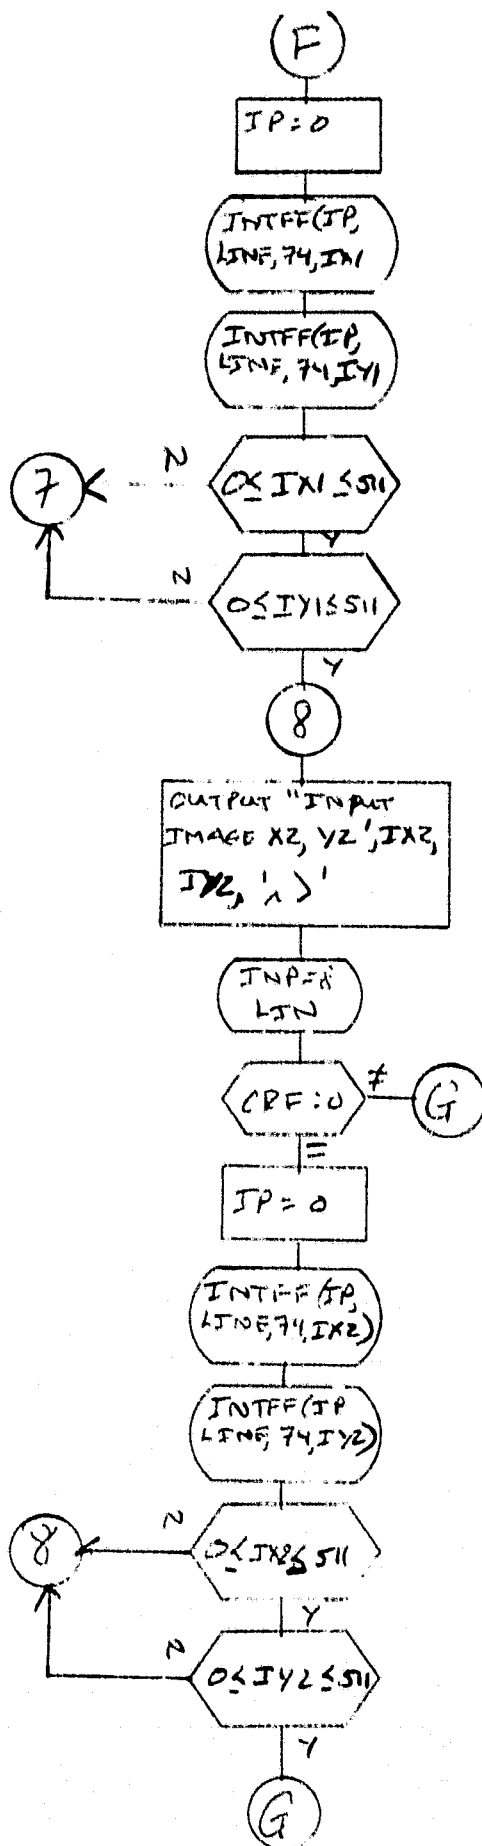 F
IP=0
INTFF(IP,
LINE,74,IX1
INTFF(IP,
LINE,74,IY1
N
7
0≤IX1≤511
Y
N
0≤IY1≤511
Y
8
OUTPUT "INPUT
IMAGE X2, Y2',IX2,
IY2,'^>'
LIN
CRF:0
≠
G
=
IP=0
INTFF(IP,
LINE,74,IX2)
INTFF(IP
LINE,74,IY2)
N
8
0≤IX2≤511
Y
N
0≤IY2≤511
Y
G